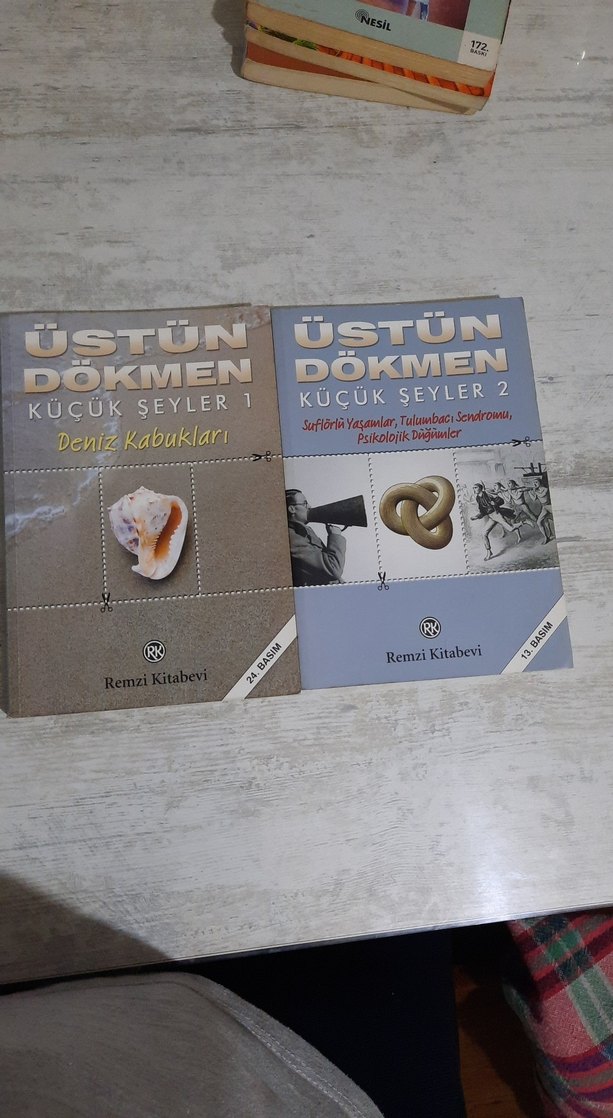 NESİL
172.
BASKI
ÜSTÜN
DÖKMEN
KÜÇÜK ŞEYLER 1
Deniz Kabukları
RK
Remzi Kitabevi
24. BASIM
ÜSTÜN
DÖKMEN
KÜÇÜK ŞEYLER 2
Suflörlü Yaşamlar, Tulumbacı Sendromu,
Psikolojik Düğümler
RK
Remzi Kitabevi
13. BASIM